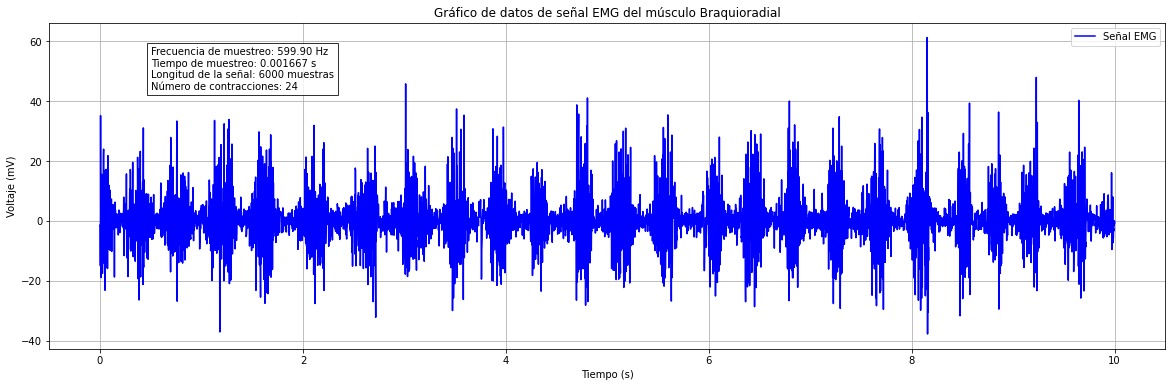 Gráfico de datos de señal EMG del músculo Braquioradial
Señal EMG
Frecuencia de muestreo: 599.90 Hz
Tiempo de muestreo: 0.001667 s
Longitud de la señal: 6000 muestras
Número de contracciones: 24
Voltaje (mV)
60
40
20
0
−20
−40
0
2
4
6
8
10
Tiempo (s)